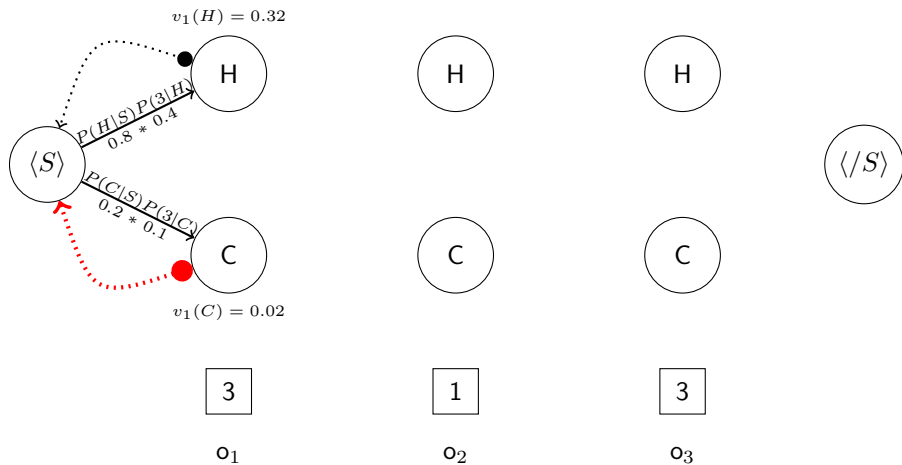 v₁(H) = 0.32
H H H
P(H|S)P(3|H)
0.8 * 0.4
⟨S⟩ ⟨/S⟩
P(C|S)P(3|C)
0.2 * 0.1
C C C
v₁(C) = 0.02
3 1 3
o₁ o₂ o₃